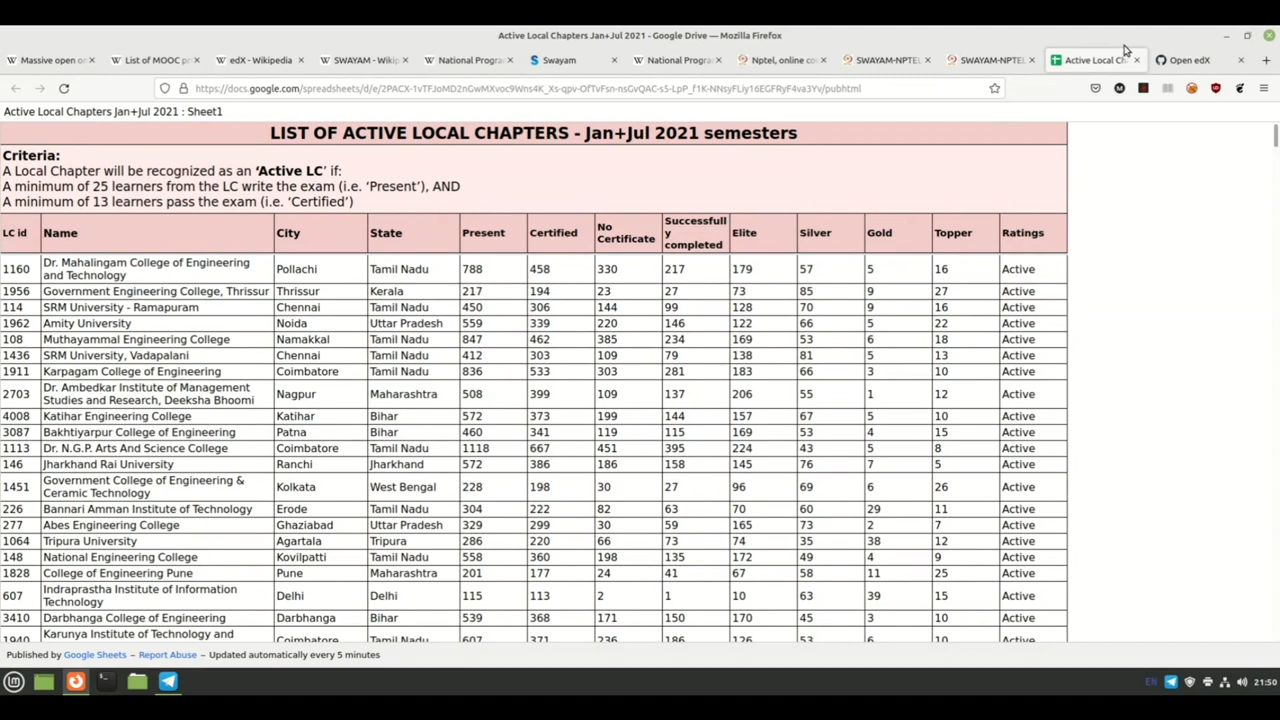 Active Local Chapters Jan+Jul 2021 - Google Drive — Mozilla Firefox
Massive open on
List of MOOC pr
edX - Wikipedia
SWAYAM - Wikip
National Progra
Swayam
National Progra
Nptel, online co
SWAYAM-NPTEL
SWAYAM-NPTEL
Active Local Ch
Open edX
Active Local Chapters Jan+Jul 2021 : Sheet1
LIST OF ACTIVE LOCAL CHAPTERS - Jan+Jul 2021 semesters
Criteria:
A Local Chapter will be recognized as an ‘Active LC’ if:
A minimum of 25 learners from the LC write the exam (i.e. ‘Present’), AND
A minimum of 13 learners pass the exam (i.e. ‘Certified’)
LC id Name City State Present Certified No Certificate Successfully completed Elite Silver Gold Topper Ratings
1160 Dr. Mahalingam College of Engineering and Technology Pollachi Tamil Nadu 788 458 330 217 179 57 5 16 Active
1956 Government Engineering College, Thrissur Thrissur Kerala 217 194 23 27 73 85 9 27 Active
114 SRM University - Ramapuram Chennai Tamil Nadu 450 306 144 99 128 70 9 16 Active
1962 Amity University Noida Uttar Pradesh 559 339 220 146 122 66 5 22 Active
108 Muthayammal Engineering College Namakkal Tamil Nadu 847 462 385 234 169 53 6 18 Active
1436 SRM University, Vadapalani Chennai Tamil Nadu 412 303 109 79 138 81 5 13 Active
1911 Karpagam College of Engineering Coimbatore Tamil Nadu 836 533 303 281 183 66 3 10 Active
2703 Dr. Ambedkar Institute of Management Studies and Research, Deeksha Bhoomi Nagpur Maharashtra 508 399 109 137 206 55 1 12 Active
4008 Katihar Engineering College Katihar Bihar 572 373 199 144 157 67 5 10 Active
3087 Bakhtiyarpur College of Engineering Patna Bihar 460 341 119 115 169 53 4 15 Active
1113 Dr. N.G.P. Arts And Science College Coimbatore Tamil Nadu 1118 667 451 395 224 43 5 8 Active
146 Jharkhand Rai University Ranchi Jharkhand 572 386 186 158 145 76 7 5 Active
1451 Government College of Engineering & Ceramic Technology Kolkata West Bengal 228 198 30 27 96 69 6 26 Active
226 Bannari Amman Institute of Technology Erode Tamil Nadu 304 222 82 63 70 60 29 11 Active
277 Abes Engineering College Ghaziabad Uttar Pradesh 329 299 30 59 165 73 2 7 Active
1064 Tripura University Agartala Tripura 286 220 66 73 74 35 38 12 Active
148 National Engineering College Kovilpatti Tamil Nadu 558 360 198 135 172 49 4 9 Active
1828 College of Engineering Pune Pune Maharashtra 201 177 24 41 67 58 11 25 Active
607 Indraprastha Institute of Information Technology Delhi Delhi 115 113 2 1 10 63 39 15 Active
3410 Darbhanga College of Engineering Darbhanga Bihar 539 368 171 150 170 45 3 10 Active
1940 Karunya Institute of Technology and Coimbatore Tamil Nadu 607 371 236 186 126 53 6 10 Active
Published by Google Sheets – Report Abuse – Updated automatically every 5 minutes
EN 21:50